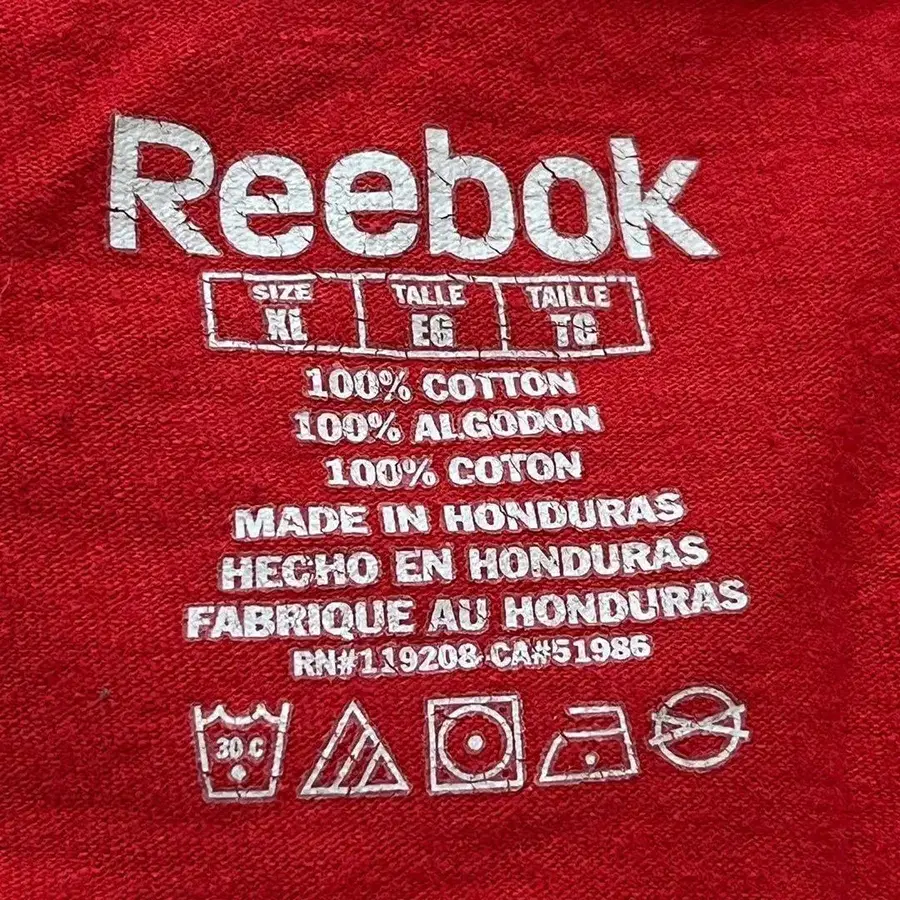 Reebok
SIZE TALLE TAILLE
XL EG TG
100% COTTON
100% ALGODON
100% COTON
MADE IN HONDURAS
HECHO EN HONDURAS
FABRIQUE AU HONDURAS
RN#119208-CA#51986
30 C